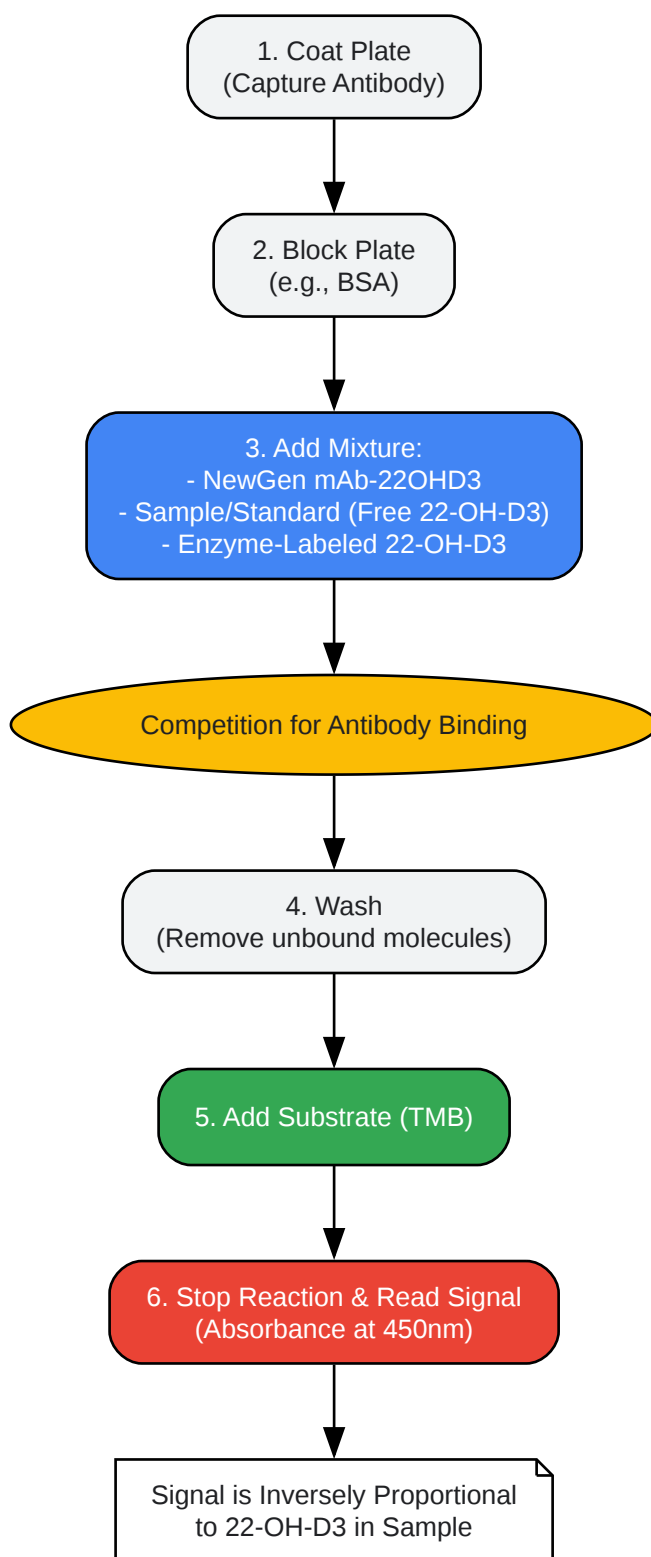 1. Coat Plate
(Capture Antibody)
2. Block Plate
(e.g., BSA)
3. Add Mixture:
- NewGen mAb-22OHD3
- Sample/Standard (Free 22-OH-D3)
- Enzyme-Labeled 22-OH-D3
Competition for Antibody Binding
4. Wash
(Remove unbound molecules)
5. Add Substrate (TMB)
6. Stop Reaction & Read Signal
(Absorbance at 450nm)
Signal is Inversely Proportional
to 22-OH-D3 in Sample